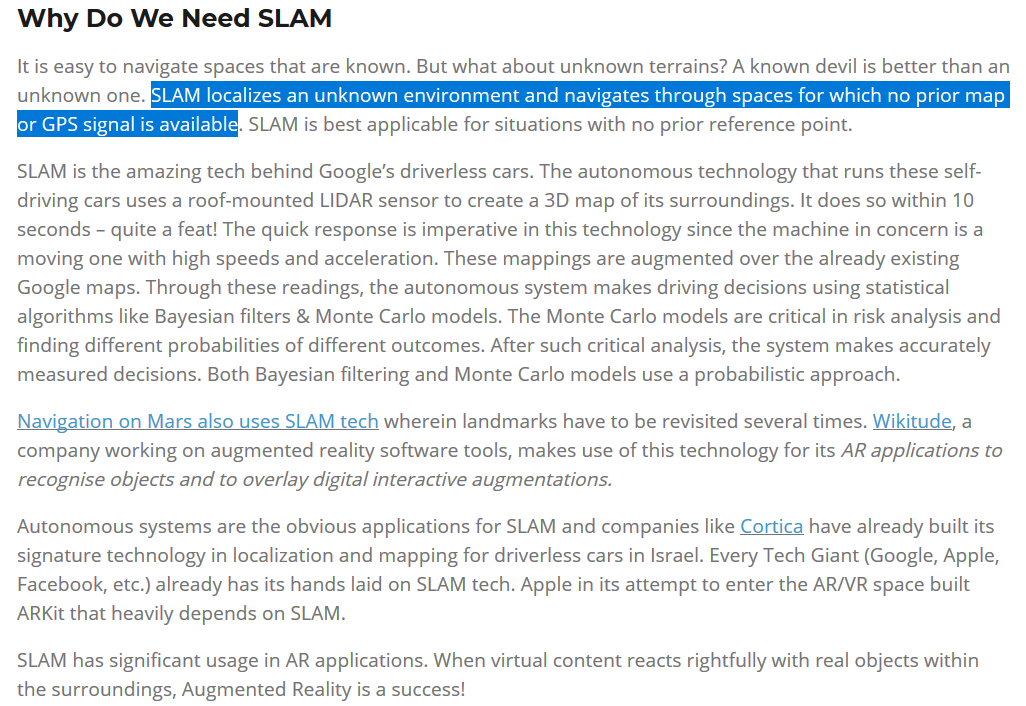 Why Do We Need SLAM
It is easy to navigate spaces that are known. But what about unknown terrains? A known devil is better than an
unknown one. SLAM localizes an unknown environment and navigates through spaces for which no prior map
or GPS signal is available. SLAM is best applicable for situations with no prior reference point.
SLAM is the amazing tech behind Google’s driverless cars. The autonomous technology that runs these self-
driving cars uses a roof-mounted LIDAR sensor to create a 3D map of its surroundings. It does so within 10
seconds – quite a feat! The quick response is imperative in this technology since the machine in concern is a
moving one with high speeds and acceleration. These mappings are augmented over the already existing
Google maps. Through these readings, the autonomous system makes driving decisions using statistical
algorithms like Bayesian filters & Monte Carlo models. The Monte Carlo models are critical in risk analysis and
finding different probabilities of different outcomes. After such critical analysis, the system makes accurately
measured decisions. Both Bayesian filtering and Monte Carlo models use a probabilistic approach.
Navigation on Mars also uses SLAM tech wherein landmarks have to be revisited several times. Wikitude, a
company working on augmented reality software tools, makes use of this technology for its AR applications to
recognise objects and to overlay digital interactive augmentations.
Autonomous systems are the obvious applications for SLAM and companies like Cortica have already built its
signature technology in localization and mapping for driverless cars in Israel. Every Tech Giant (Google, Apple,
Facebook, etc.) already has its hands laid on SLAM tech. Apple in its attempt to enter the AR/VR space built
ARKit that heavily depends on SLAM.
SLAM has significant usage in AR applications. When virtual content reacts rightfully with real objects within
the surroundings, Augmented Reality is a success!